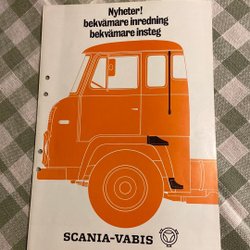 Nyheter!
bekvämare inredning
bekvämare insteg
SCANIA-VABIS